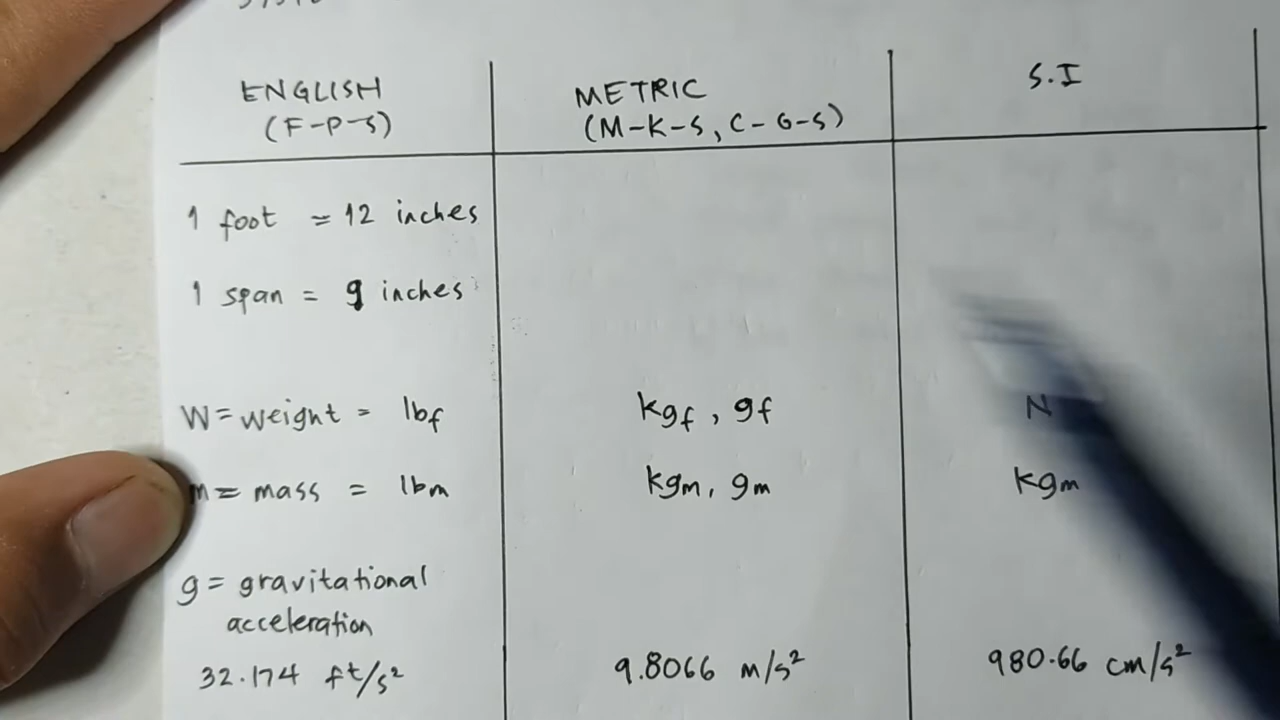 ENGLISH
(F-P-S)
METRIC
(M-K-S, C-G-S)
S.I
1 foot = 12 inches
1 span = 9 inches
W = weight = lbf
kgf, gf
N
m = mass = lbm
kgm, gm
kgm
g = gravitational
acceleration
32.174 ft/s²
9.8066 m/s²
980.66 cm/s²